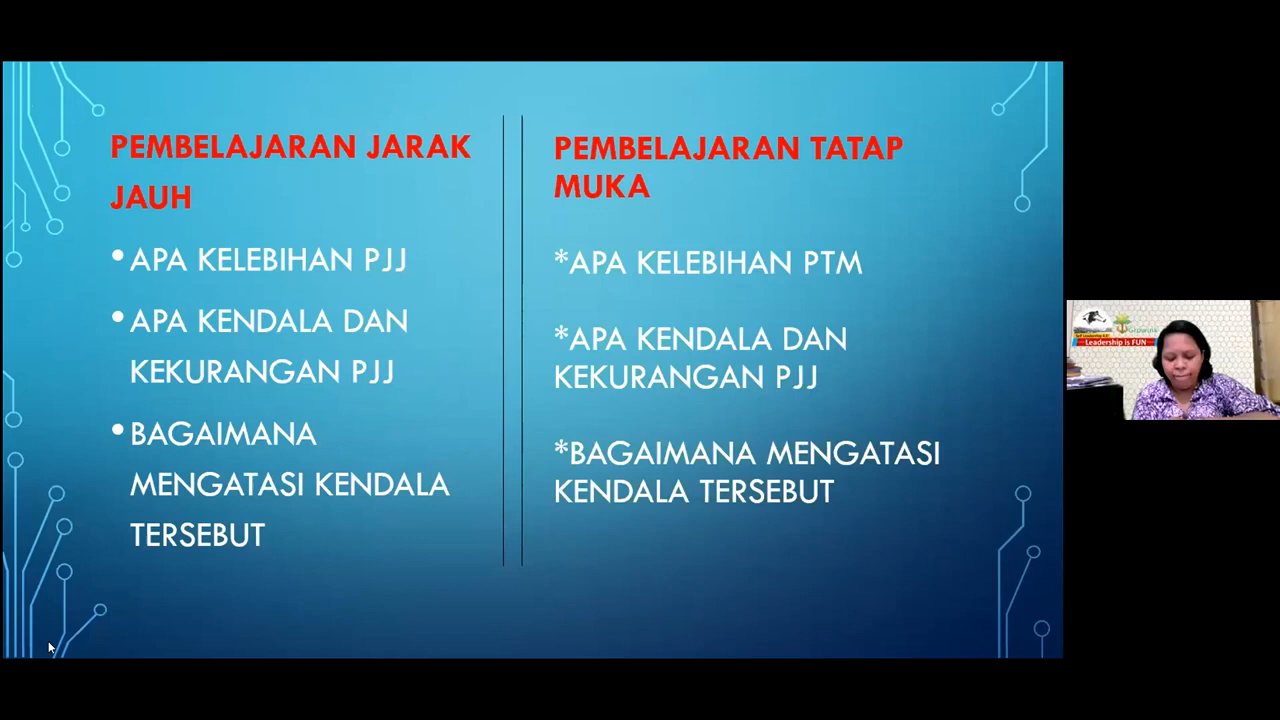 PEMBELAJARAN JARAK
JAUH
•APA KELEBIHAN PJJ
•APA KENDALA DAN
KEKURANGAN PJJ
•BAGAIMANA
MENGATASI KENDALA
TERSEBUT
PEMBELAJARAN TATAP
MUKA
*APA KELEBIHAN PTM
*APA KENDALA DAN
KEKURANGAN PJJ
*BAGAIMANA MENGATASI
KENDALA TERSEBUT
Leadership is FUN